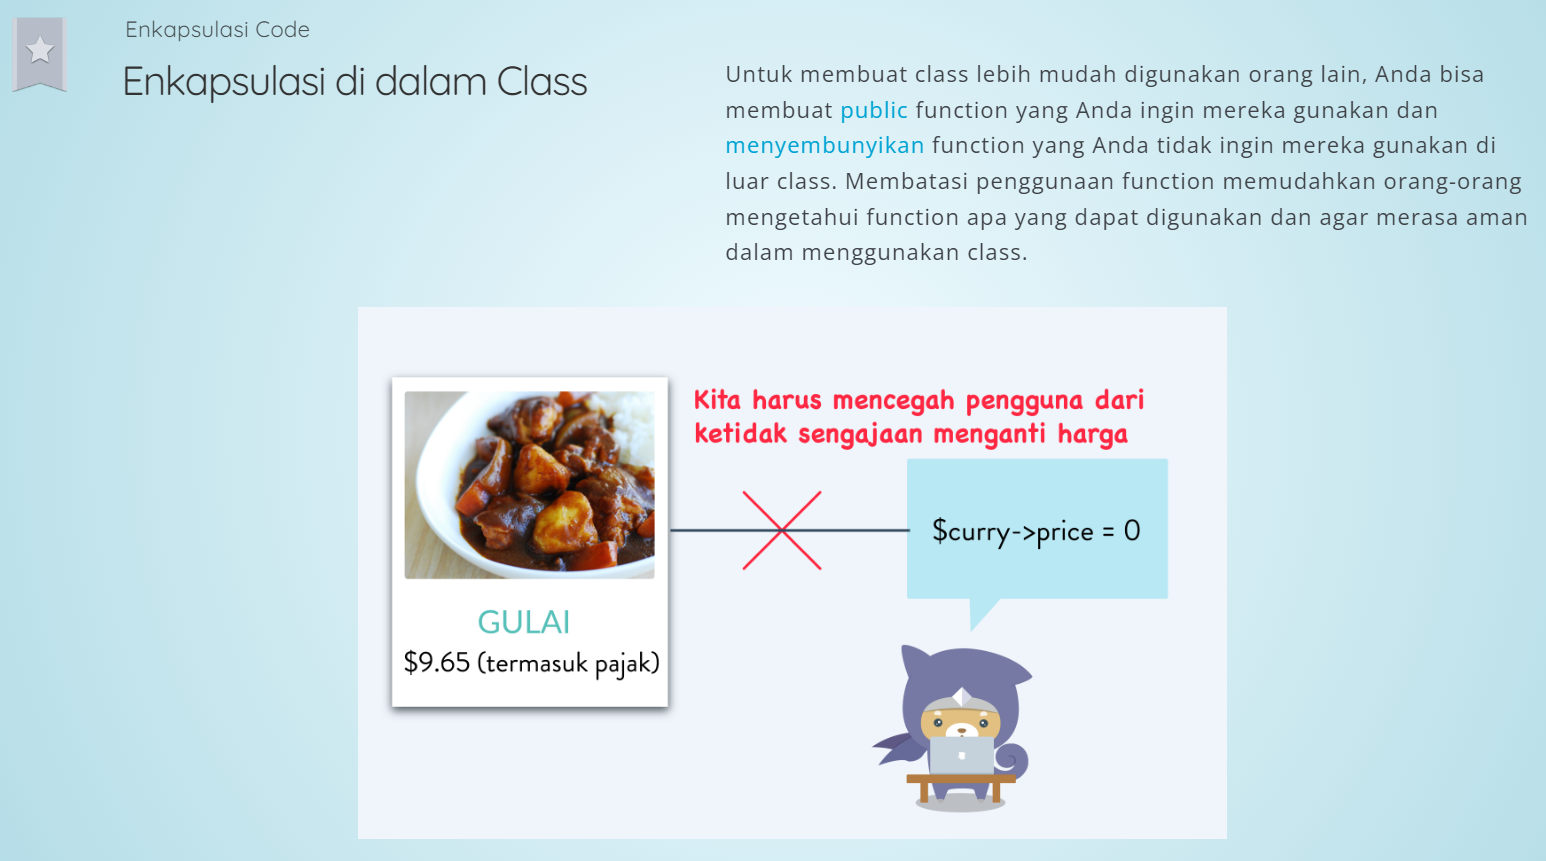 Enkapsulasi Code
Enkapsulasi di dalam Class
Untuk membuat class lebih mudah digunakan orang lain, Anda bisa
membuat public function yang Anda ingin mereka gunakan dan
menyembunyikan function yang Anda tidak ingin mereka gunakan di
luar class. Membatasi penggunaan function memudahkan orang-orang
mengetahui function apa yang dapat digunakan dan agar merasa aman
dalam menggunakan class.
Kita harus mencegah pengguna dari
ketidak sengajaan menganti harga
$curry->price = 0
GULAI
$9.65 (termasuk pajak)